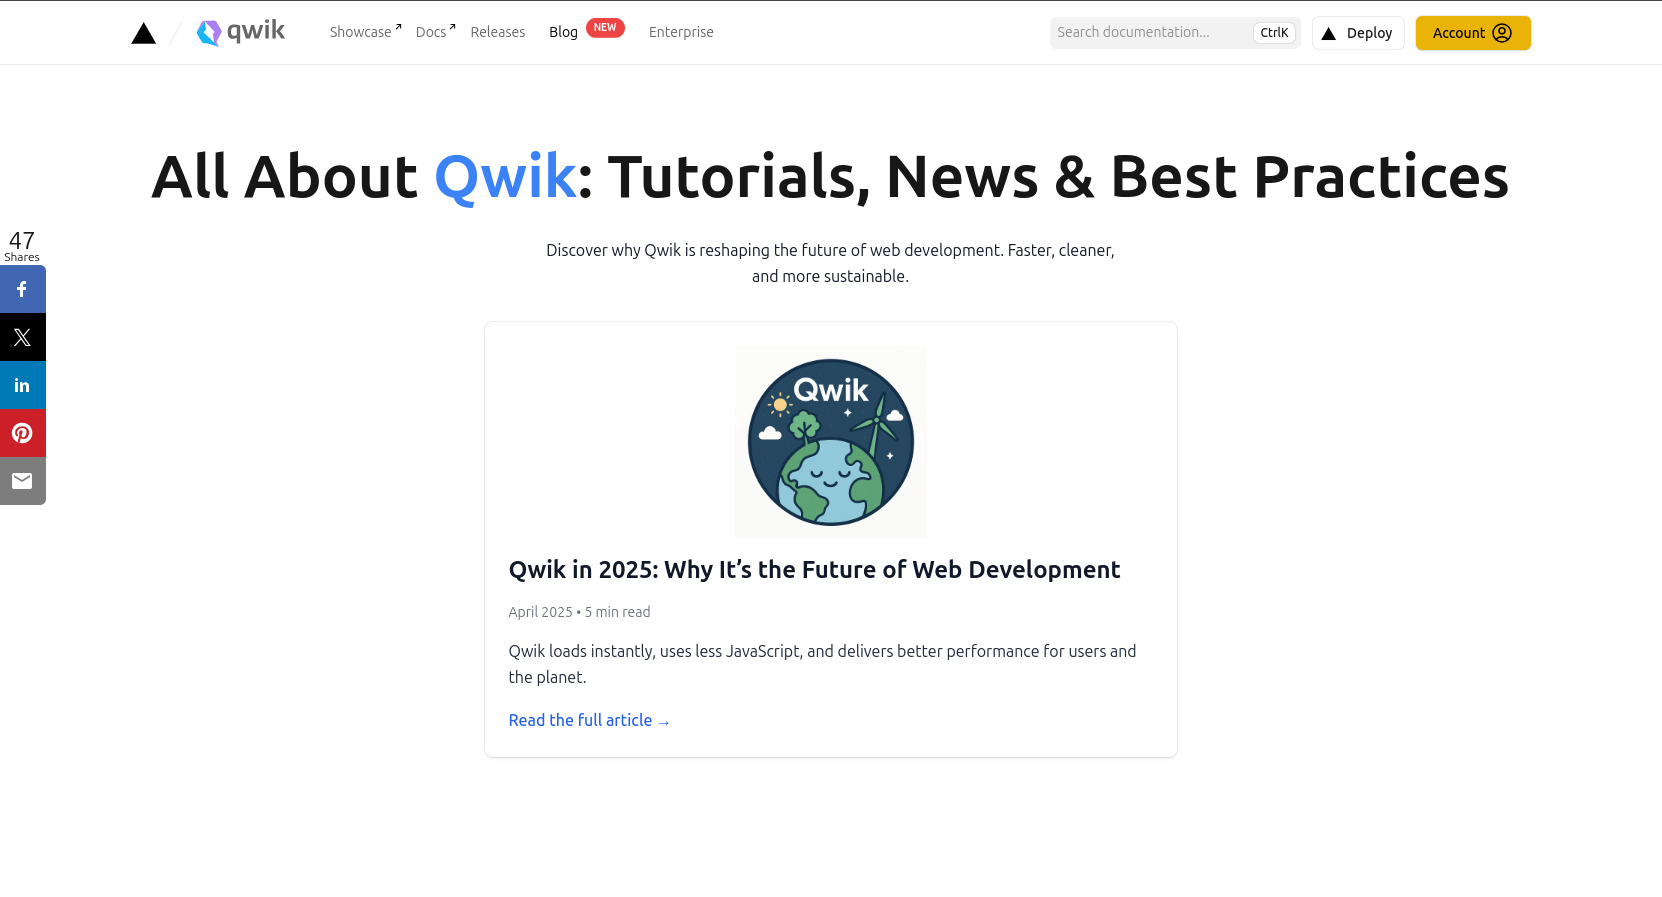 qwik
Showcase Docs Releases Blog NEW Enterprise
Search documentation... CtrlK
Deploy
Account
All About Qwik: Tutorials, News & Best Practices
Discover why Qwik is reshaping the future of web development. Faster, cleaner,
and more sustainable.
47
Shares
Qwik
Qwik in 2025: Why It’s the Future of Web Development
April 2025 • 5 min read
Qwik loads instantly, uses less JavaScript, and delivers better performance for users and
the planet.
Read the full article →